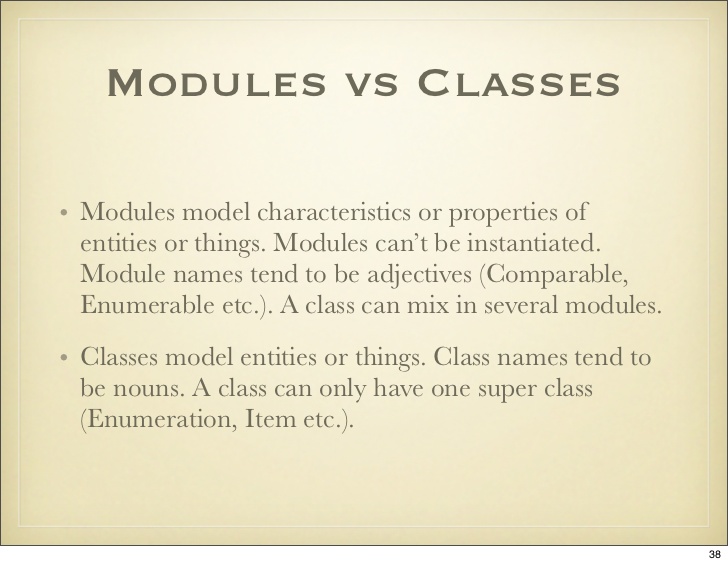 Modules vs Classes
• Modules model characteristics or properties of
entities or things. Modules can’t be instantiated.
Module names tend to be adjectives (Comparable,
Enumerable etc.). A class can mix in several modules.
• Classes model entities or things. Class names tend to
be nouns. A class can only have one super class
(Enumeration, Item etc.).
38